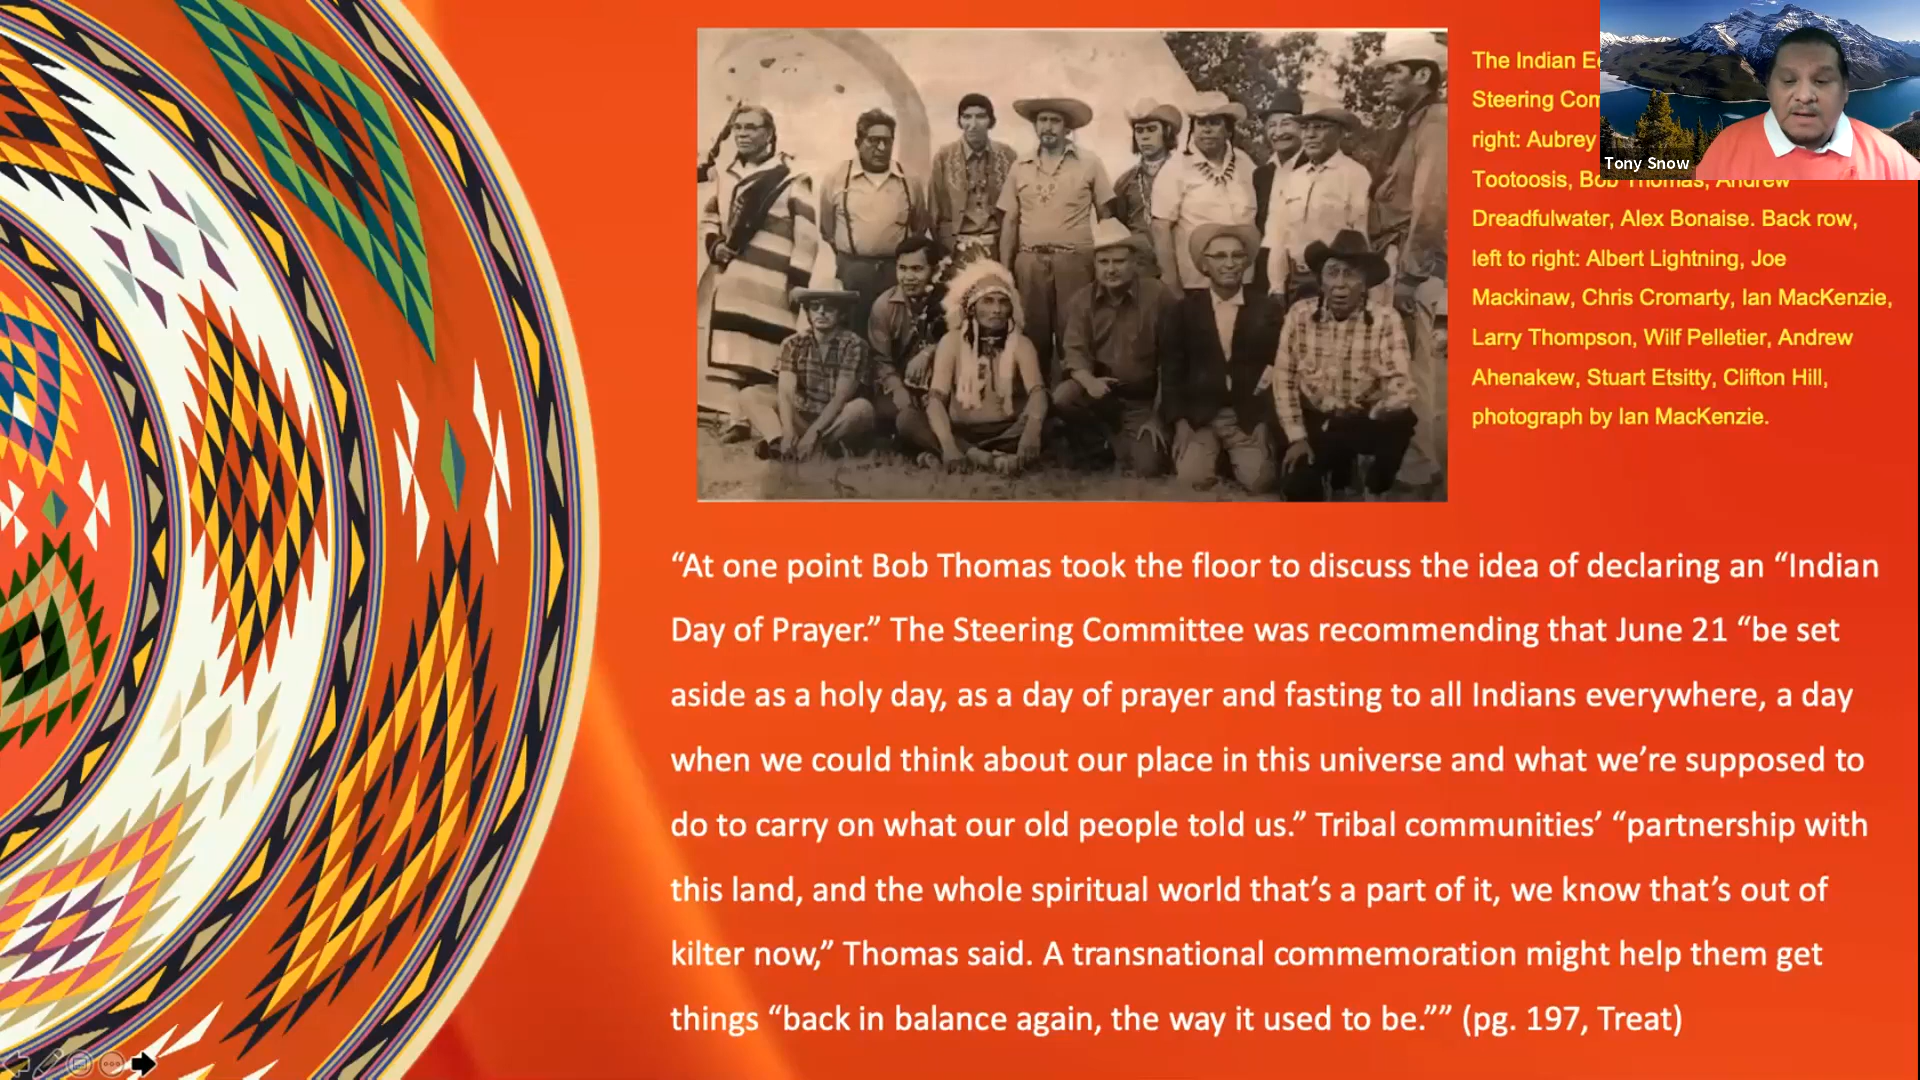 The Indian
Steering
right: Aubrey
Tony Snow
Tootoosis, Bob Thomas, Andrew
Dreadfulwater, Alex Bonaise. Back row,
left to right: Albert Lightning, Joe
Mackinaw, Chris Cromarty, Ian MacKenzie,
Larry Thompson, Wilf Pelletier, Andrew
Ahenakew, Stuart Etsitty, Clifton Hill,
photograph by Ian MacKenzie.
“At one point Bob Thomas took the floor to discuss the idea of declaring an “Indian
Day of Prayer.” The Steering Committee was recommending that June 21 “be set
aside as a holy day, as a day of prayer and fasting to all Indians everywhere, a day
when we could think about our place in this universe and what we’re supposed to
do to carry on what our old people told us.” Tribal communities’ “partnership with
this land, and the whole spiritual world that’s a part of it, we know that’s out of
kilter now,” Thomas said. A transnational commemoration might help them get
things “back in balance again, the way it used to be.”” (pg. 197, Treat)